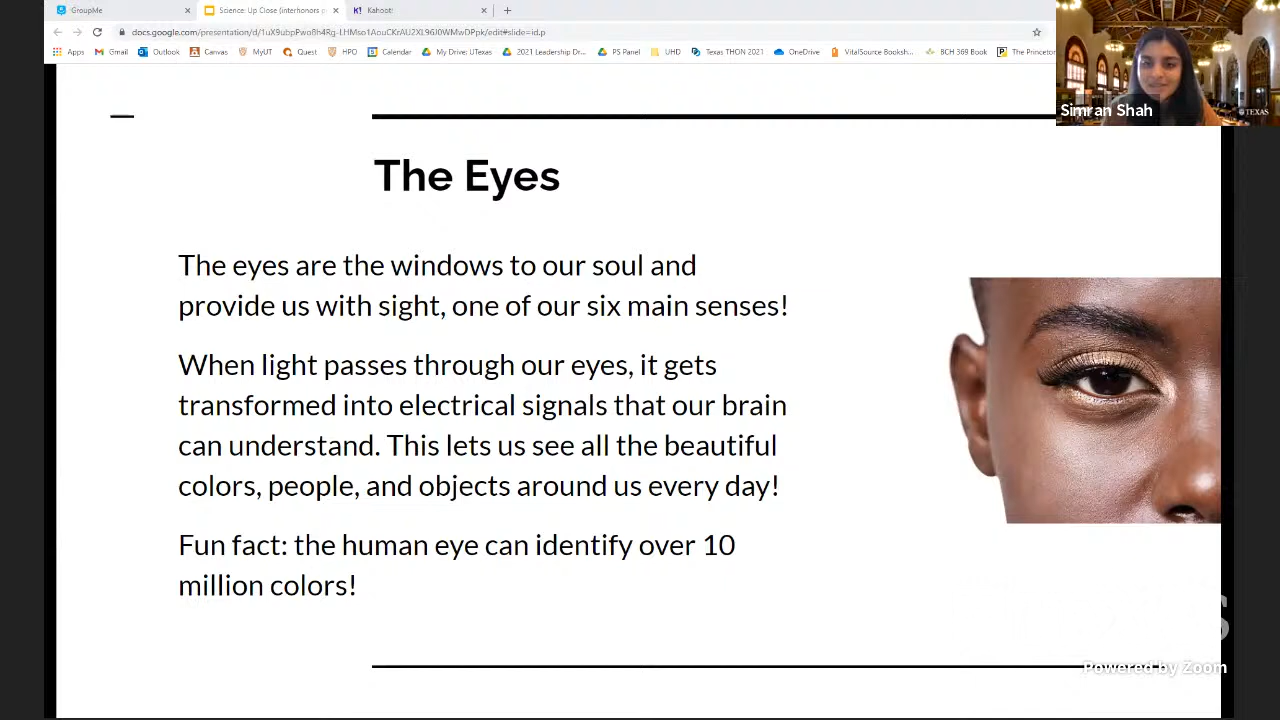 GroupMe
Science: Up Close (interhonors p
Kahoot!
docs.google.com/presentation/d/1uX9ubpPwo8h4Rg-LHMso1AouCKrAU2XL96J0WMwDPpk/edit#slide=id.p
Apps Gmail Outlook Canvas MyUT Quest HPO Calendar My Drive: UTexas 2021 Leadership Dr... PS Panel UHD Texas THON 2021 OneDrive VitalSource Booksh... BCH 369 Book The Princeton
Simran Shah
TEXAS
The Eyes
The eyes are the windows to our soul and
provide us with sight, one of our six main senses!
When light passes through our eyes, it gets
transformed into electrical signals that our brain
can understand. This lets us see all the beautiful
colors, people, and objects around us every day!
Fun fact: the human eye can identify over 10
million colors!
Powered by Zoom